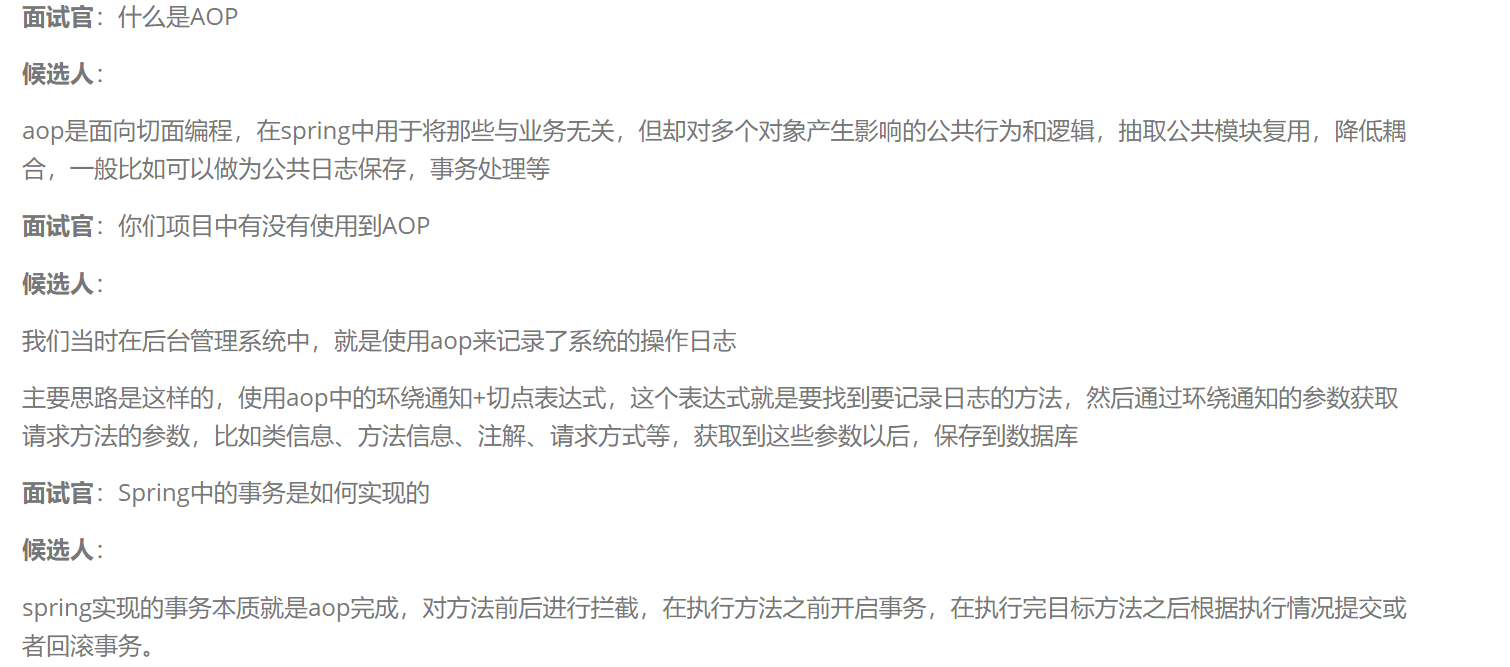 面试官：什么是AOP
候选人：
aop是面向切面编程，在spring中用于将那些与业务无关，但却对多个对象产生影响的公共行为和逻辑，抽取公共模块复用，降低耦
合，一般比如可以做为公共日志保存，事务处理等
面试官：你们项目中有没有使用到AOP
候选人：
我们当时在后台管理系统中，就是使用aop来记录了系统的操作日志
主要思路是这样的，使用aop中的环绕通知+切点表达式，这个表达式就是要找到要记录日志的方法，然后通过环绕通知的参数获取
请求方法的参数，比如类信息、方法信息、注解、请求方式等，获取到这些参数以后，保存到数据库
面试官：Spring中的事务是如何实现的
候选人：
spring实现的事务本质就是aop完成，对方法前后进行拦截，在执行方法之前开启事务，在执行完目标方法之后根据执行情况提交或
者回滚事务。